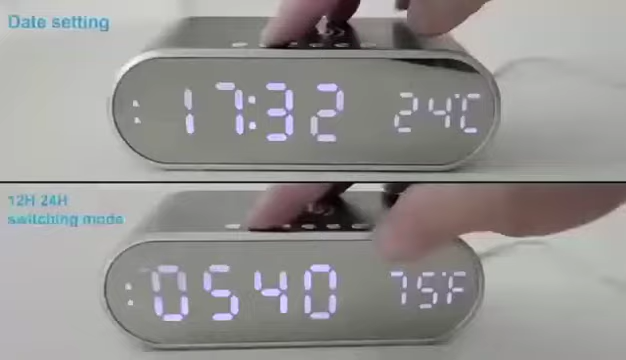 Date setting
17:32 24℃
12H 24H
switching mode
0540 75℉